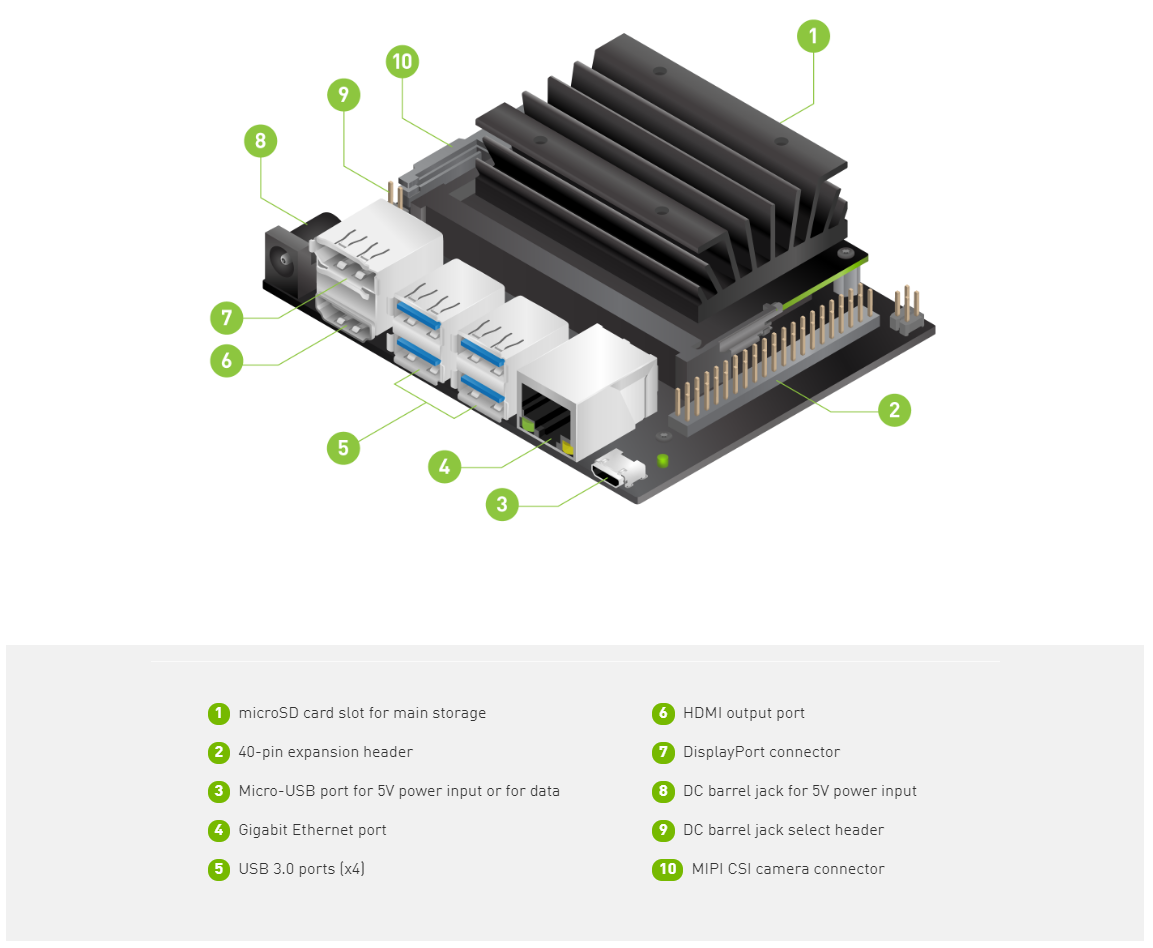 1
10
9
8
7
6
2
5
4
3
1 microSD card slot for main storage
2 40-pin expansion header
3 Micro-USB port for 5V power input or for data
4 Gigabit Ethernet port
5 USB 3.0 ports (x4)
6 HDMI output port
7 DisplayPort connector
8 DC barrel jack for 5V power input
9 DC barrel jack select header
10 MIPI CSI camera connector